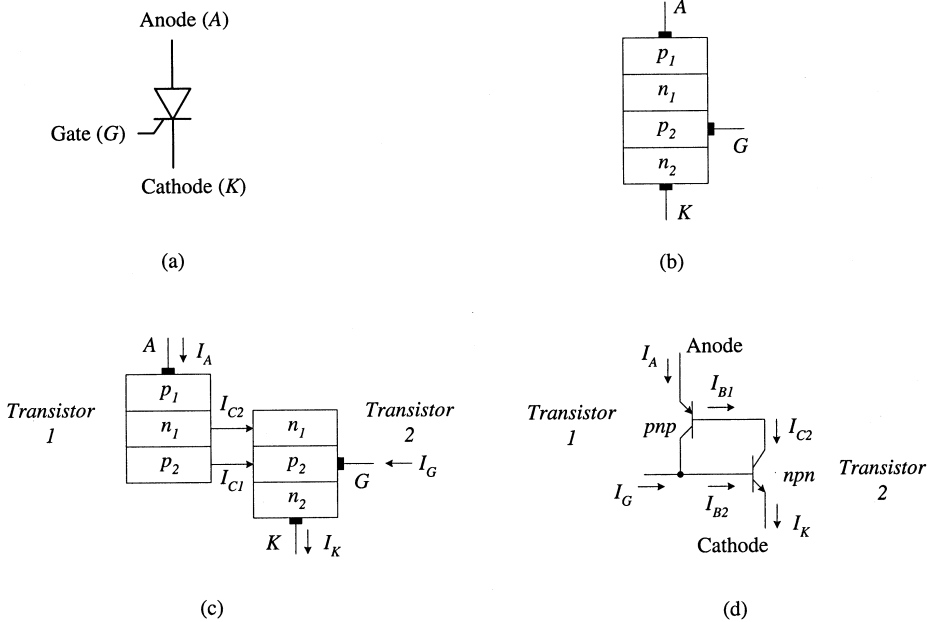 Anode (A)
Gate (G)
Cathode (K)
(a)
A
p1
n1
p2
n2
G
K
(b)
A
IA
p1
n1
p2
IC2
IC1
n1
p2
n2
G
IG
K
IK
Transistor
1
Transistor
2
(c)
Anode
IA
IB1
pnp
IC2
Transistor
1
npn
Transistor
2
IG
IB2
IK
Cathode
(d)